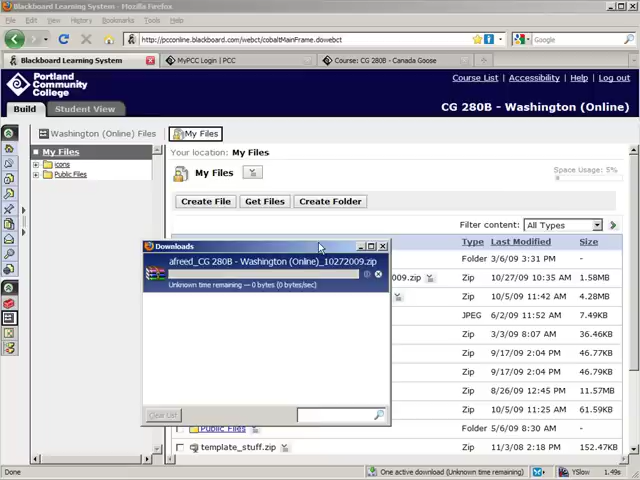 Blackboard Learning System - Mozilla Firefox
File Edit View History Bookmarks Tools Help
http://pcconline.blackboard.com/webct/cobaltMainFrame.dowebct
Google
Blackboard Learning System
MyPCC Login | PCC
Course: CG 280B - Canada Goose
Portland Community College
Course List | Accessibility | Help | Log out
Build
Student View
CG 280B - Washington (Online)
Washington (Online) Files
My Files
My Files
icons
Public Files
Your location: My Files
My Files
Space Usage: 5%
Create File
Get Files
Create Folder
Filter content: All Types
Type Last Modified Size
Folder 3/6/09 3:31 PM -
009.zip Zip 10/27/09 10:35 AM 1.58MB
Zip 10/5/09 11:42 AM 4.28MB
JPEG 6/2/09 11:52 AM 7.49KB
Zip 3/3/09 8:07 AM 36.46KB
Zip 9/17/09 2:04 PM 46.77KB
Zip 9/17/09 2:04 PM 46.79KB
Zip 8/26/09 12:45 PM 11.57MB
Zip 10/5/09 11:25 AM 61.59KB
Public Files Folder 5/6/09 8:30 AM -
template_stuff.zip Zip 11/3/08 2:18 PM 152.47KB
Downloads
afreed_CG 280B - Washington (Online)_10272009.zip
Unknown time remaining — 0 bytes (0 bytes/sec)
Clear List
Done
One active download (Unknown time remaining)
YSlow
1.49s